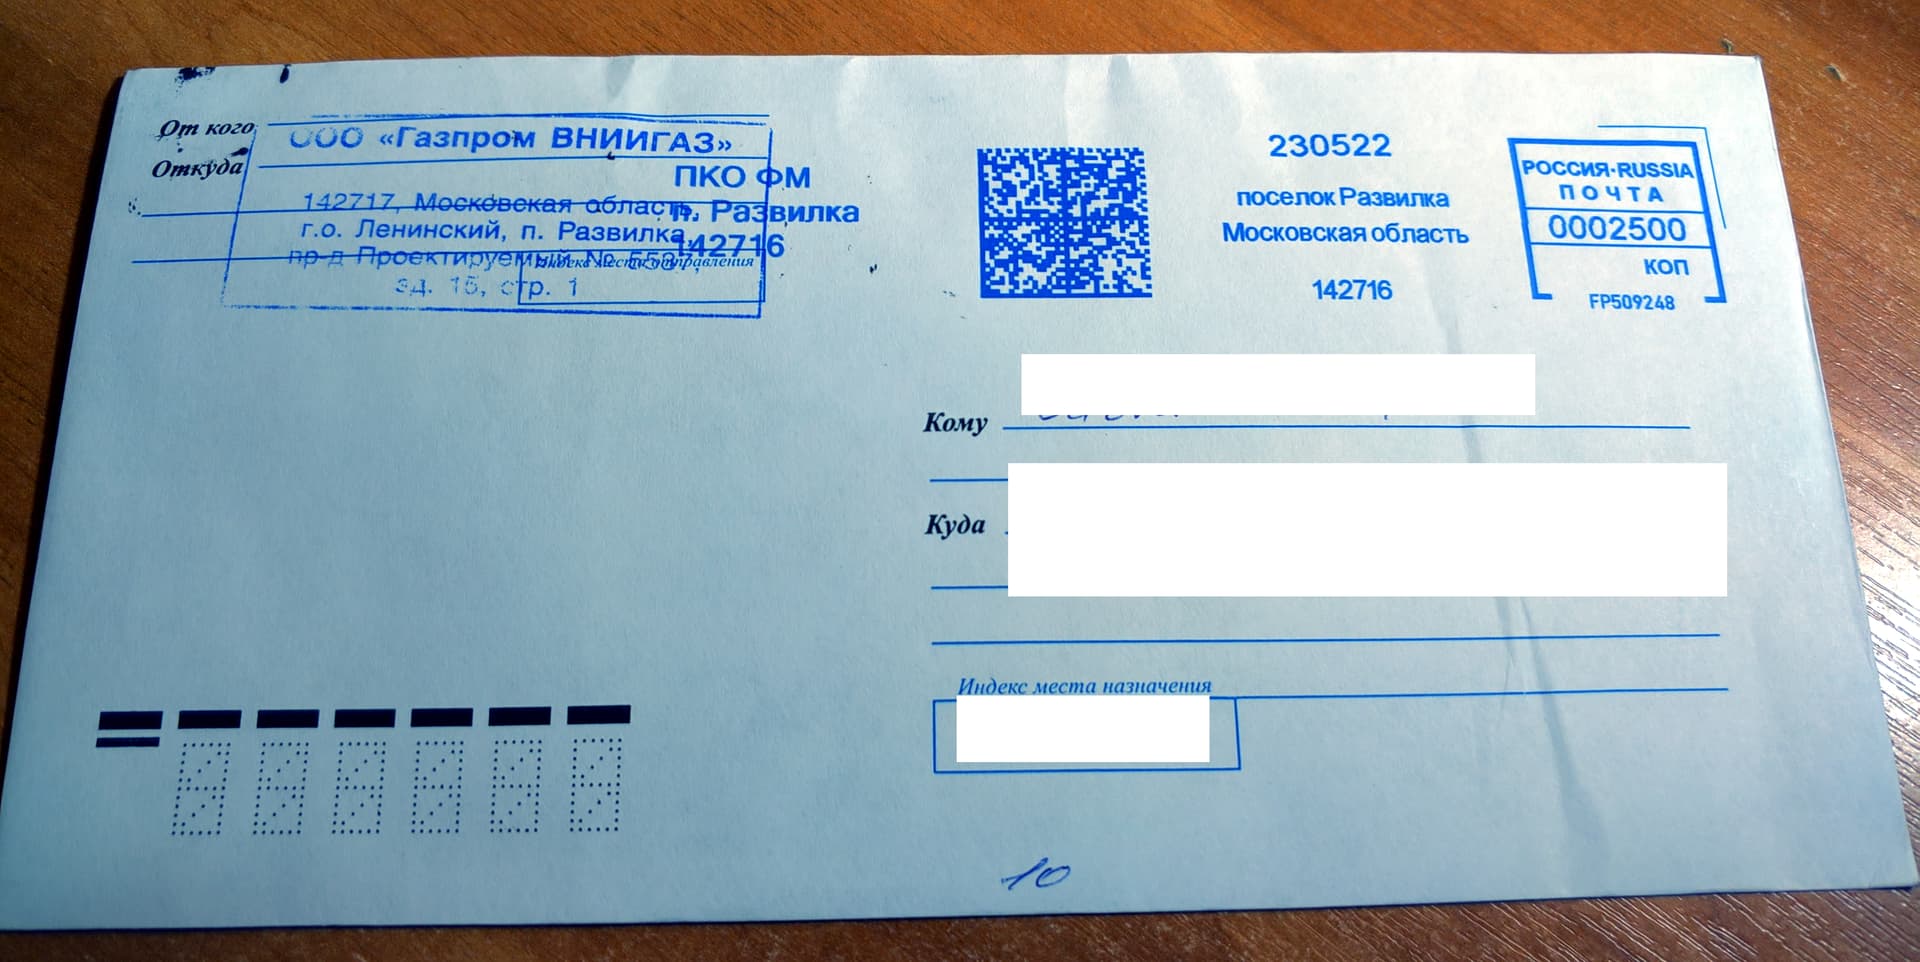 От кого
ООО «Газпром ВНИИГАЗ»
Откуда
142717, Московская область,
г.о. Ленинский, п. Развилка,
пр-д Проектируемый № 5537,
зд. 15, стр. 1
ПКО ФМ
п. Развилка
142716
Индекс места отправления
230522
поселок Развилка
Московская область
142716
РОССИЯ·RUSSIA
ПОЧТА
0002500
КОП
FP509248
Кому
Куда
Индекс места назначения
10